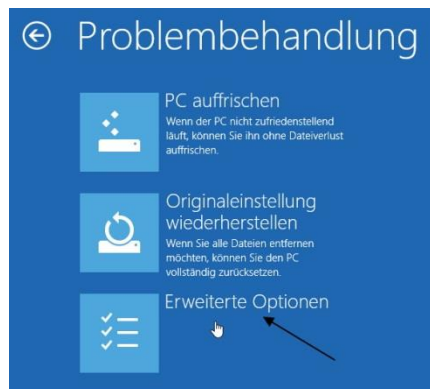 Problembehandlung
PC auffrischen
Wenn der PC nicht zufriedenstellend
läuft, können Sie ihn ohne Dateiverlust
auffrischen.
Originaleinstellung
wiederherstellen
Wenn Sie alle Dateien entfernen
möchten, können Sie den PC
vollständig zurücksetzen.
Erweiterte Optionen